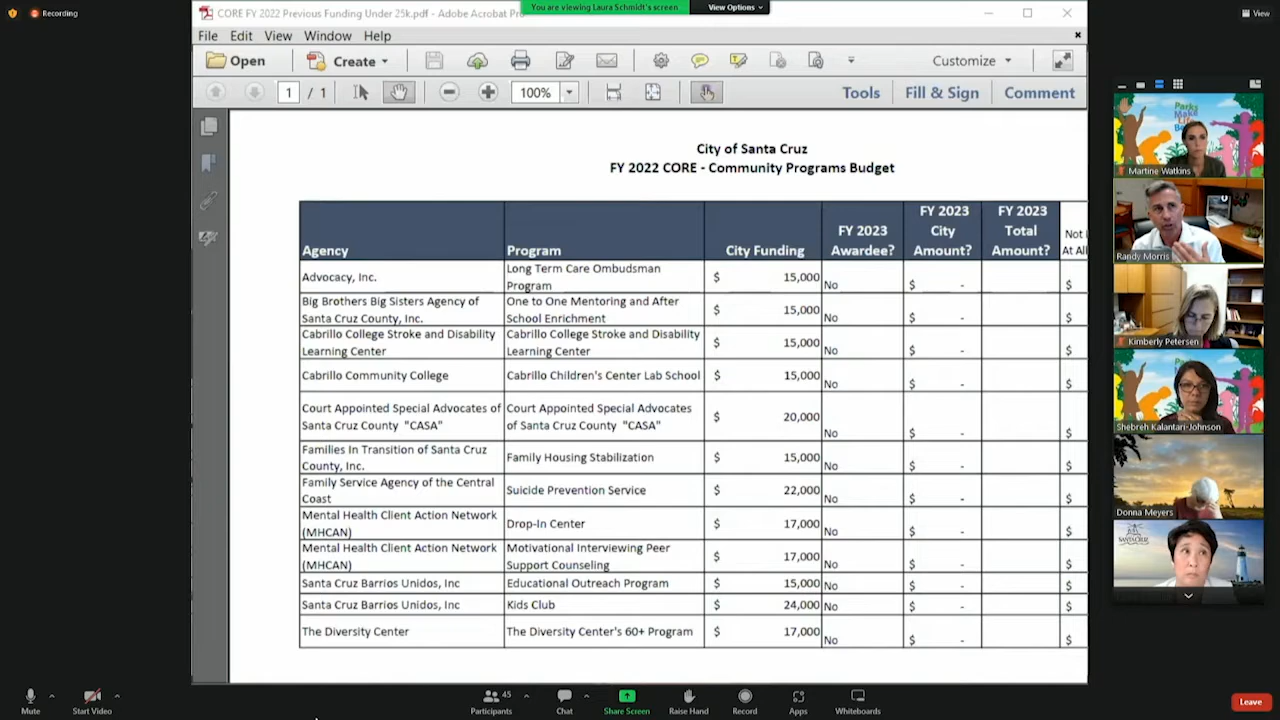 Recording
CORE FY 2022 Previous Funding Under 25k.pdf - Adobe Acrobat Pro
You are viewing Laura Schmidt's screen
View Options
View
File Edit View Window Help
Open
Create
Customize
1 / 1
100%
Tools
Fill & Sign
Comment
City of Santa Cruz
FY 2022 CORE - Community Programs Budget
Agency
Program
City Funding
FY 2023
Awardee?
FY 2023
City
Amount?
FY 2023
Total
Amount?
Not
At All
Advocacy, Inc.
Long Term Care Ombudsman
Program
$ 15,000 No $ - $
Big Brothers Big Sisters Agency of
Santa Cruz County, Inc.
One to One Mentoring and After
School Enrichment
$ 15,000 No $ - $
Cabrillo College Stroke and Disability
Learning Center
Cabrillo College Stroke and Disability
Learning Center
$ 15,000 No $ - $
Cabrillo Community College
Cabrillo Children's Center Lab School
$ 15,000 No $ - $
Court Appointed Special Advocates of
Santa Cruz County "CASA"
Court Appointed Special Advocates
of Santa Cruz County "CASA"
$ 20,000 No $ - $
Families In Transition of Santa Cruz
County, Inc.
Family Housing Stabilization
$ 15,000 No $ - $
Family Service Agency of the Central
Coast
Suicide Prevention Service
$ 22,000 No $ - $
Mental Health Client Action Network
(MHCAN)
Drop-In Center
$ 17,000 No $ - $
Mental Health Client Action Network
(MHCAN)
Motivational Interviewing Peer
Support Counseling
$ 17,000 No $ - $
Santa Cruz Barrios Unidos, Inc
Educational Outreach Program
$ 15,000 No $ - $
Santa Cruz Barrios Unidos, Inc
Kids Club
$ 24,000 No $ - $
The Diversity Center
The Diversity Center's 60+ Program
$ 17,000 No $ - $
Parks
Make
Life
Martine Watkins
Randy Morris
Kimberly Petersen
Shebreh Kalantari-Johnson
Donna Meyers
SANTA CRUZ
Mute
Start Video
Participants
45
Chat
Share Screen
Raise Hand
Record
Apps
Whiteboards
Leave